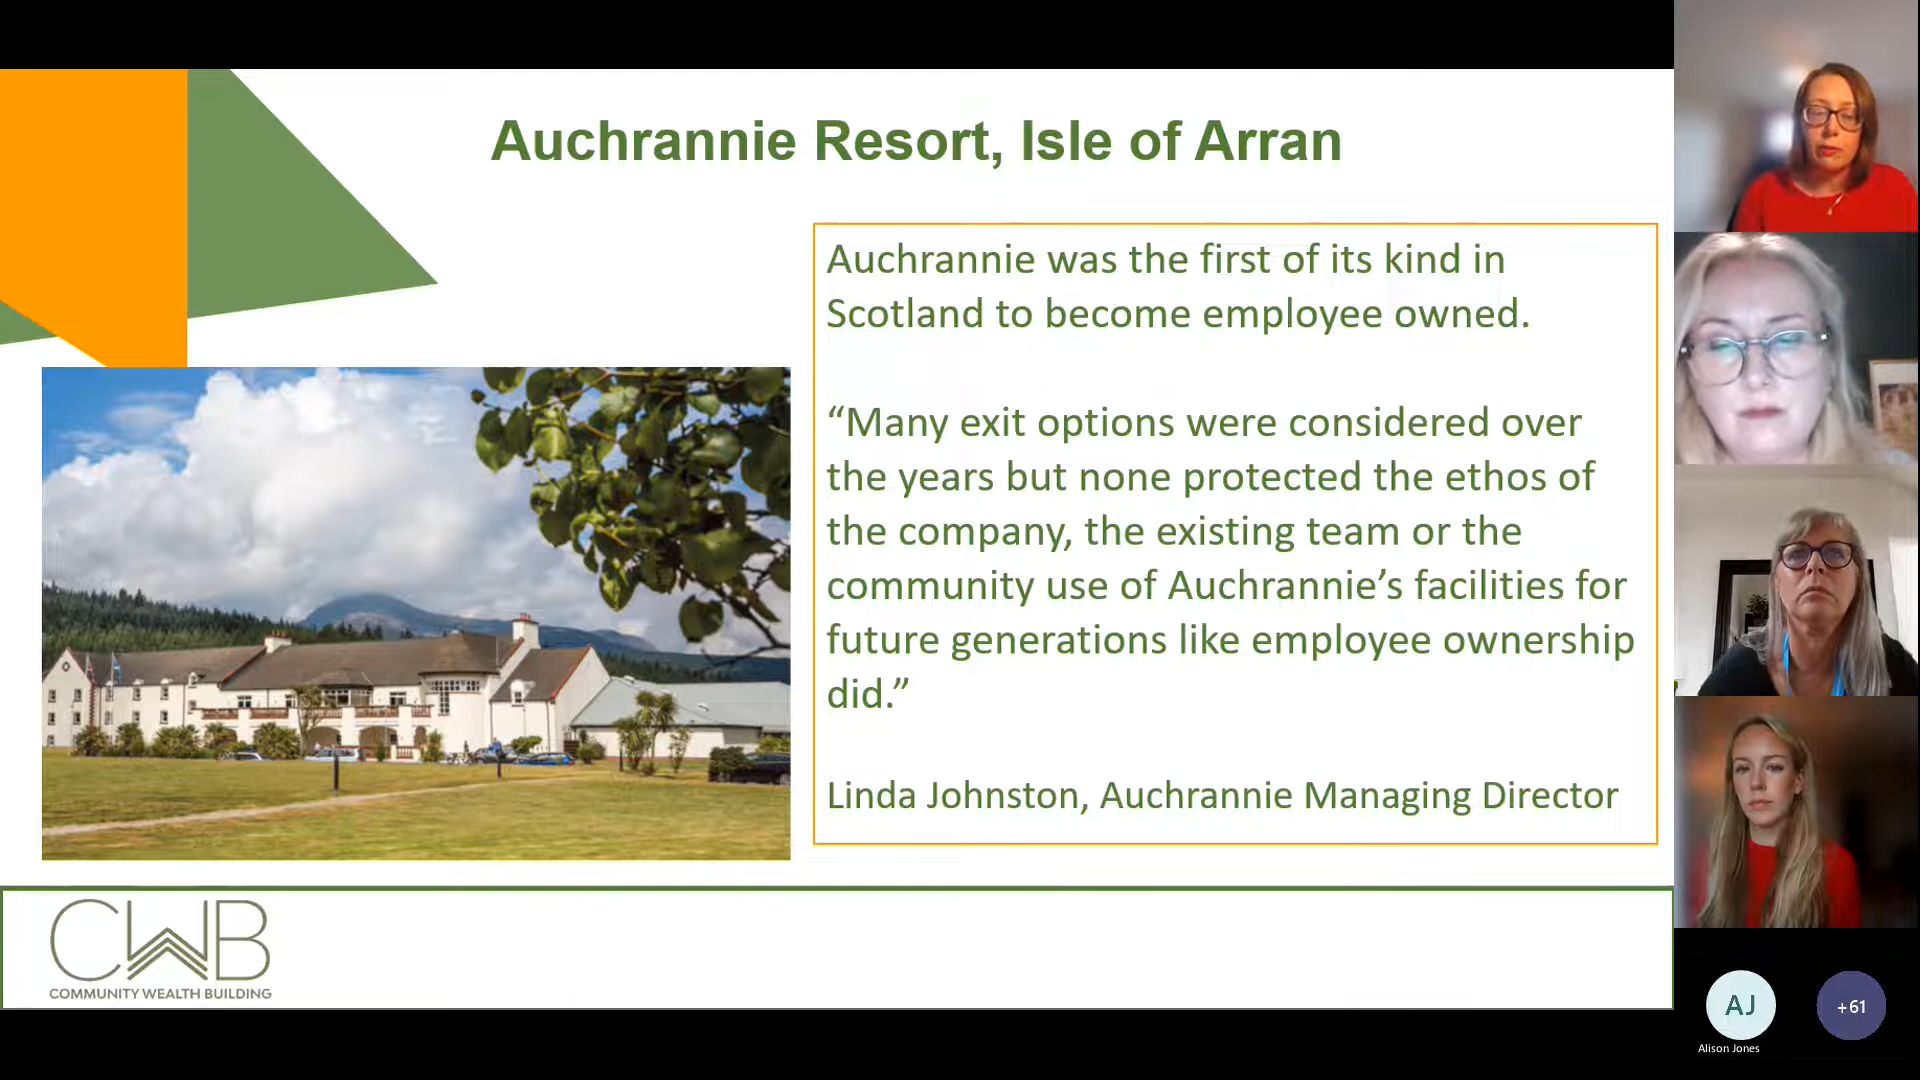 Auchrannie Resort, Isle of Arran
Auchrannie was the first of its kind in
Scotland to become employee owned.
“Many exit options were considered over
the years but none protected the ethos of
the company, the existing team or the
community use of Auchrannie’s facilities for
future generations like employee ownership
did.”
Linda Johnston, Auchrannie Managing Director
CWB
COMMUNITY WEALTH BUILDING
AJ
+61
Alison Jones